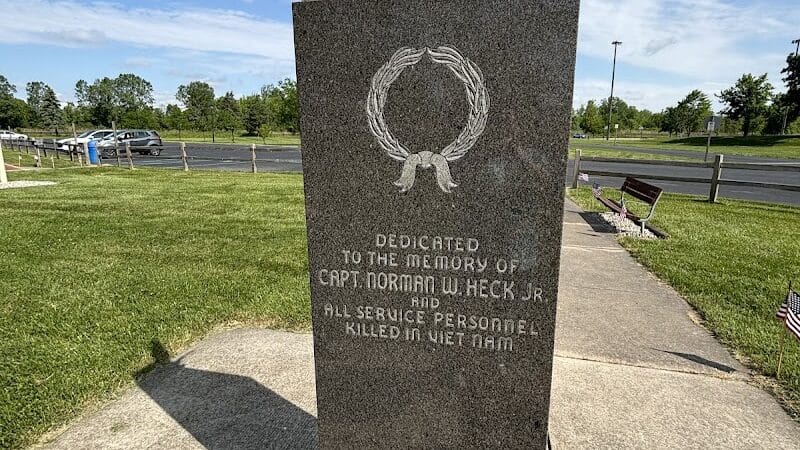 DEDICATED
TO THE MEMORY OF
CAPT. NORMAN W. HECK JR.
AND
ALL SERVICE PERSONNEL
KILLED IN VIET NAM